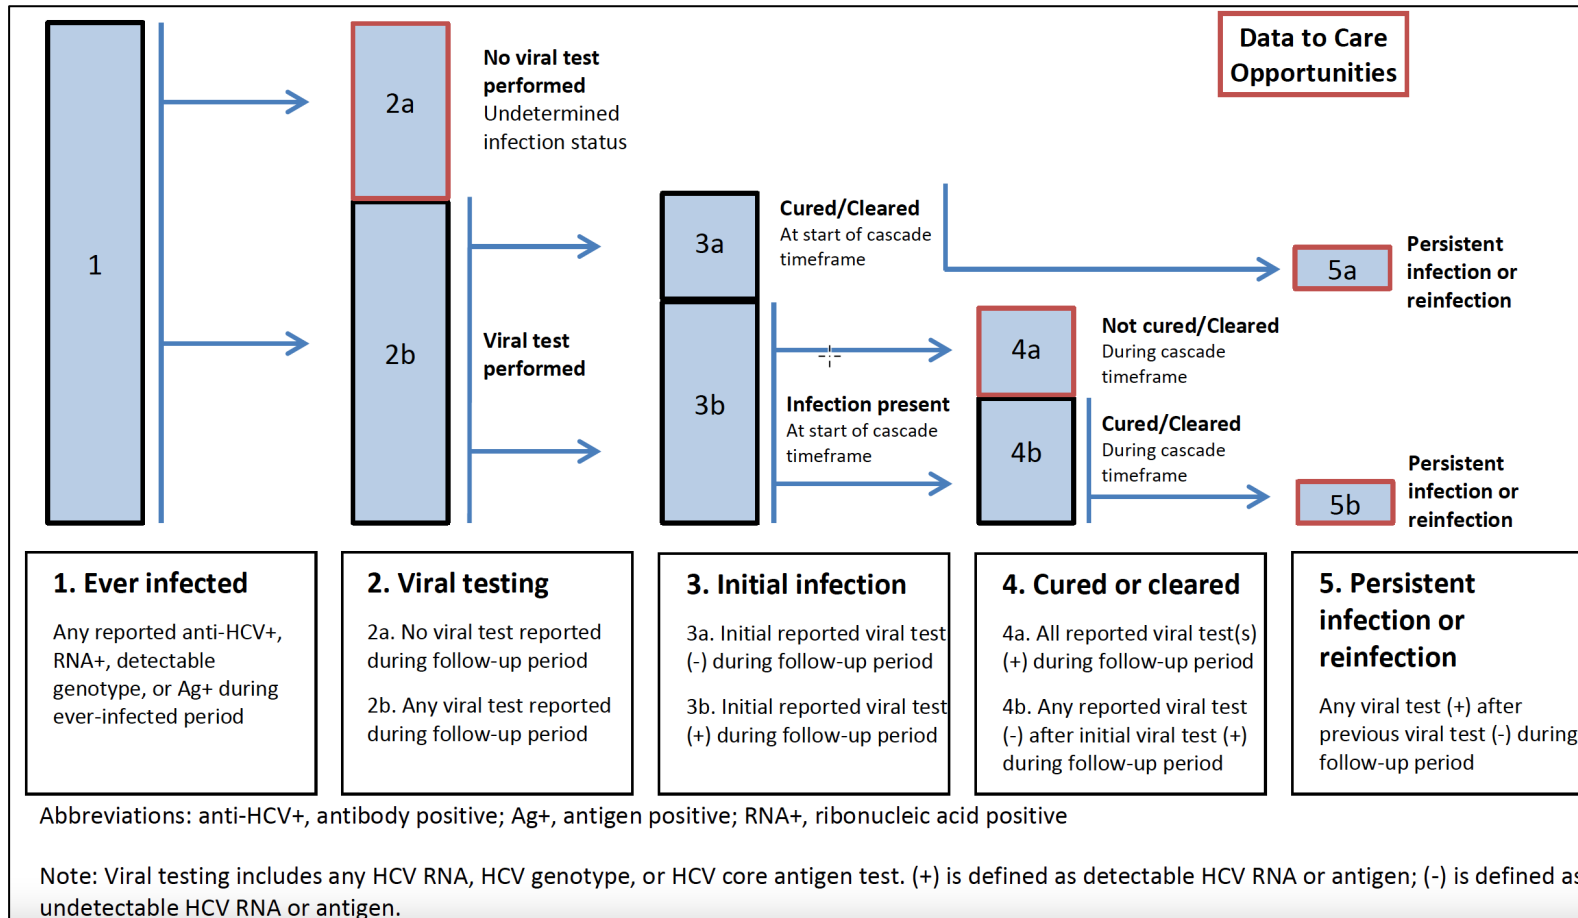 Data to Care
Opportunities
1
2a
No viral test
performed
Undetermined
infection status
2b
Viral test
performed
3a
Cured/Cleared
At start of cascade
timeframe
3b
Infection present
At start of cascade
timeframe
4a
Not cured/Cleared
During cascade
timeframe
4b
Cured/Cleared
During cascade
timeframe
5a
Persistent
infection or
reinfection
5b
Persistent
infection or
reinfection
1. Ever infected
Any reported anti-HCV+,
RNA+, detectable
genotype, or Ag+ during
ever-infected period
2. Viral testing
2a. No viral test reported
during follow-up period
2b. Any viral test reported
during follow-up period
3. Initial infection
3a. Initial reported viral test
(-) during follow-up period
3b. Initial reported viral test
(+) during follow-up period
4. Cured or cleared
4a. All reported viral test(s)
(+) during follow-up period
4b. Any reported viral test
(-) after initial viral test (+)
during follow-up period
5. Persistent
infection or
reinfection
Any viral test (+) after
previous viral test (-) during
follow-up period
Abbreviations: anti-HCV+, antibody positive; Ag+, antigen positive; RNA+, ribonucleic acid positive
Note: Viral testing includes any HCV RNA, HCV genotype, or HCV core antigen test. (+) is defined as detectable HCV RNA or antigen; (-) is defined as
undetectable HCV RNA or antigen.